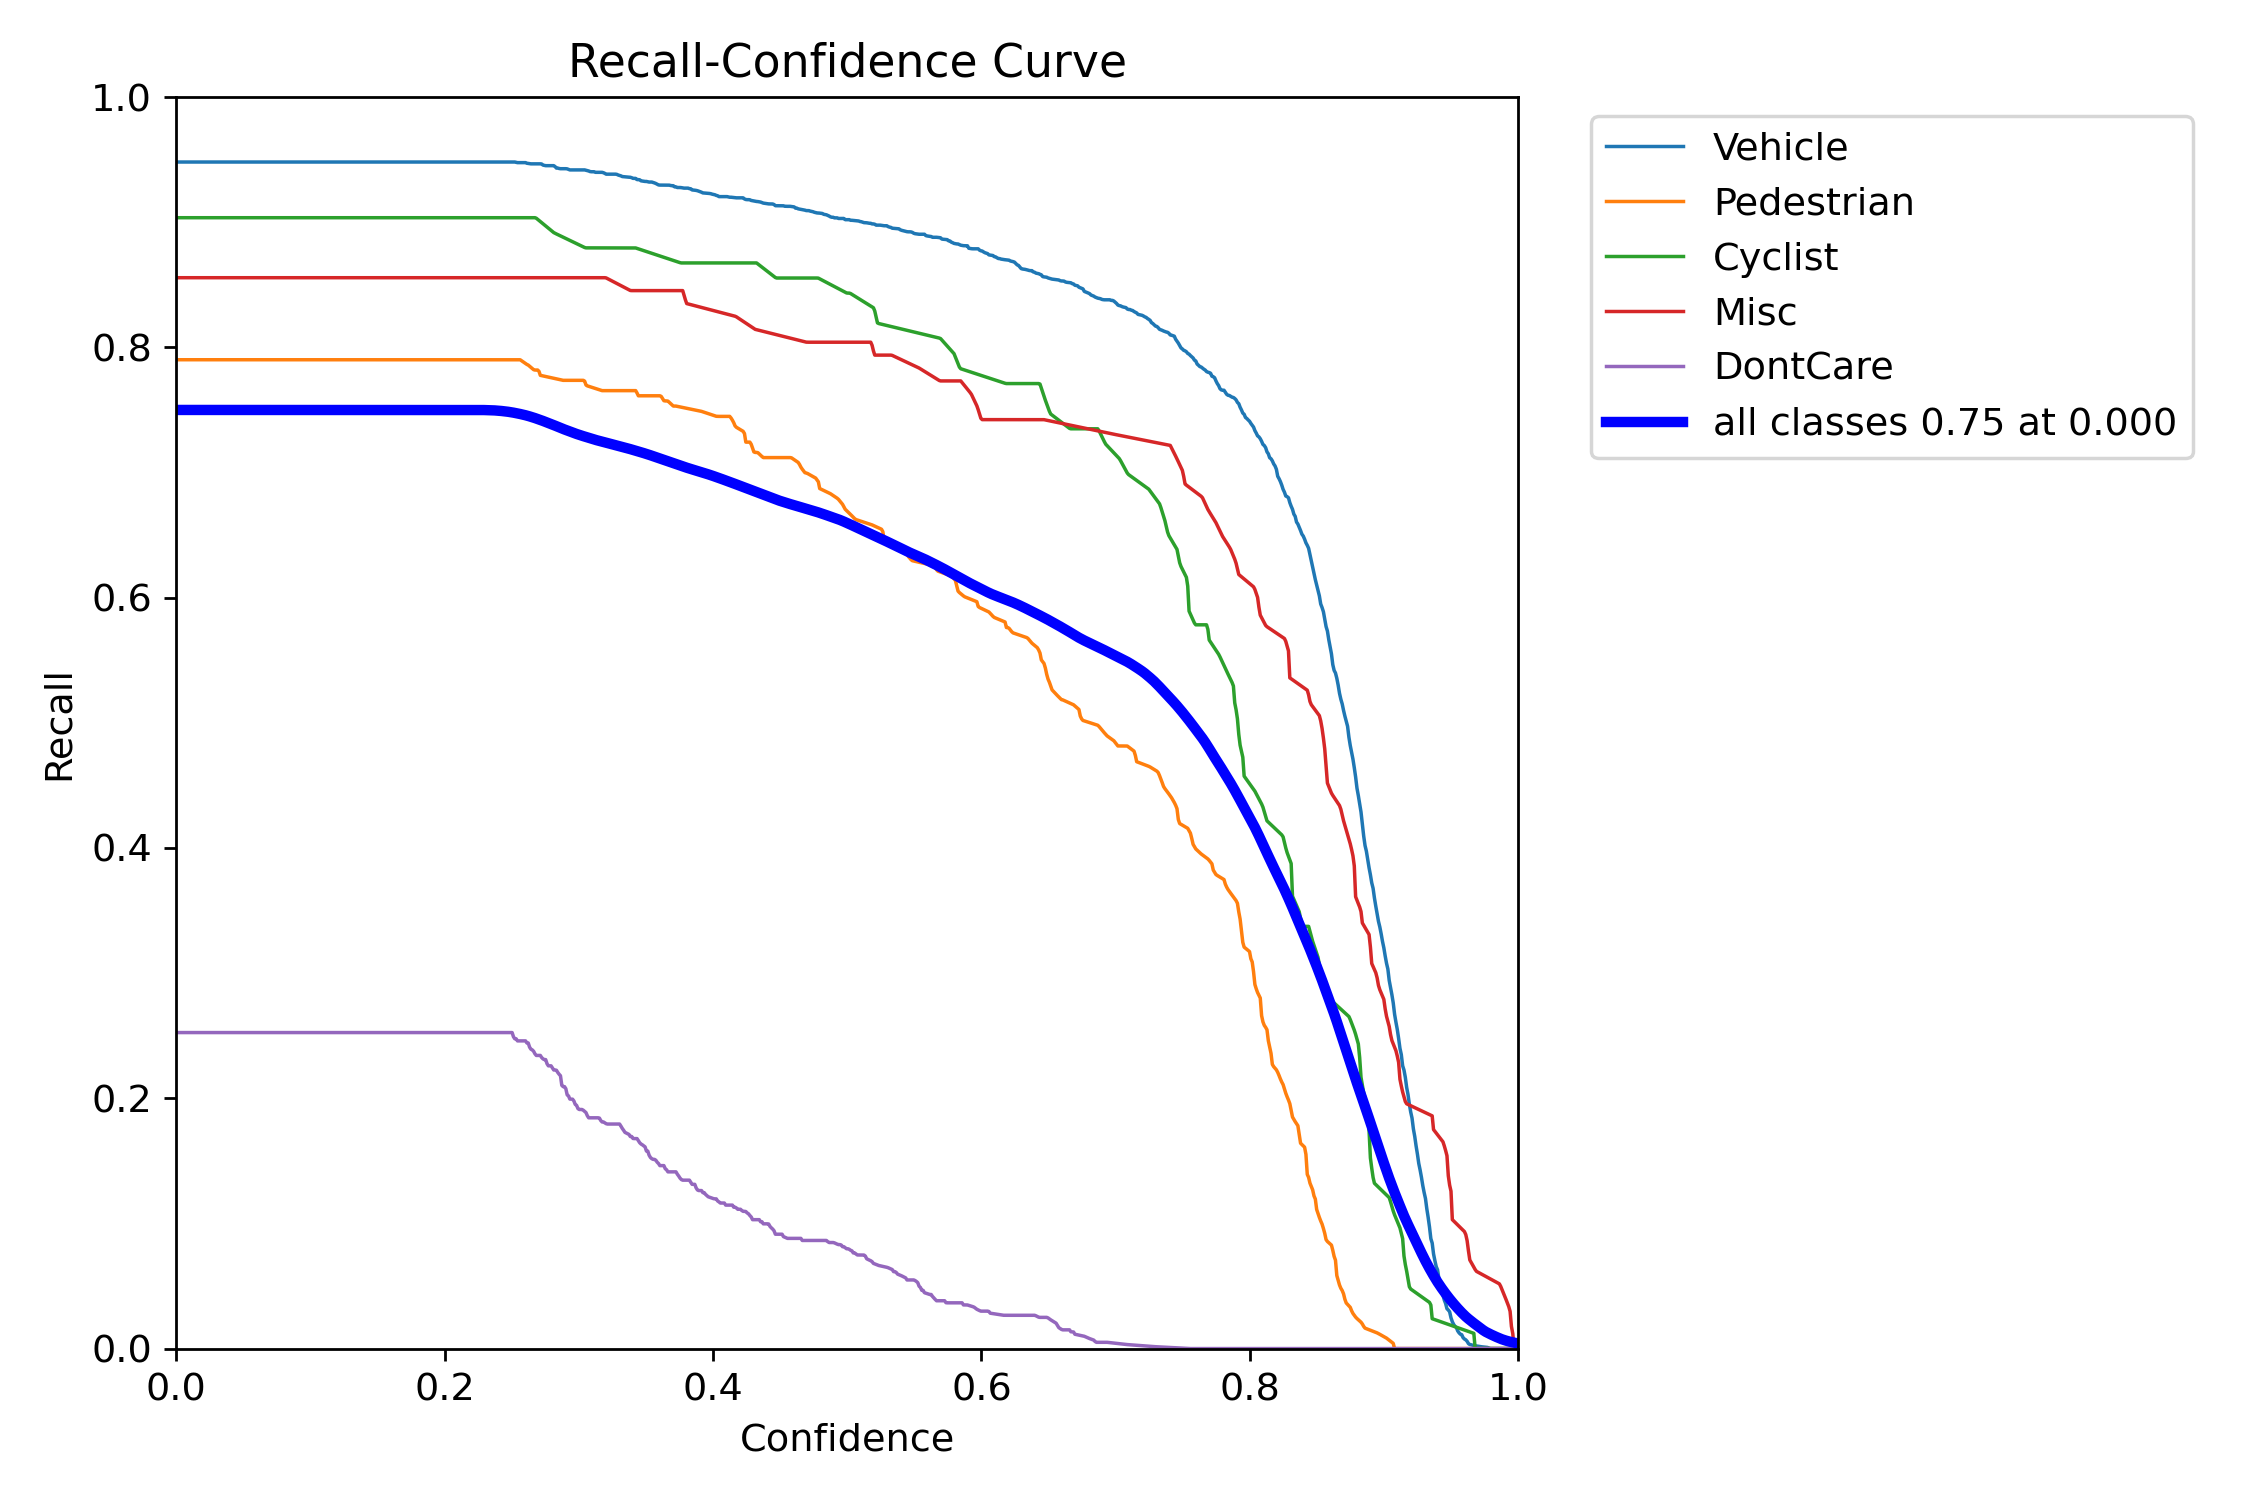 Recall-Confidence Curve
1.0
0.8
0.6
0.4
0.2
0.0
Recall
0.0 0.2 0.4 0.6 0.8 1.0
Confidence
Vehicle
Pedestrian
Cyclist
Misc
DontCare
all classes 0.75 at 0.000